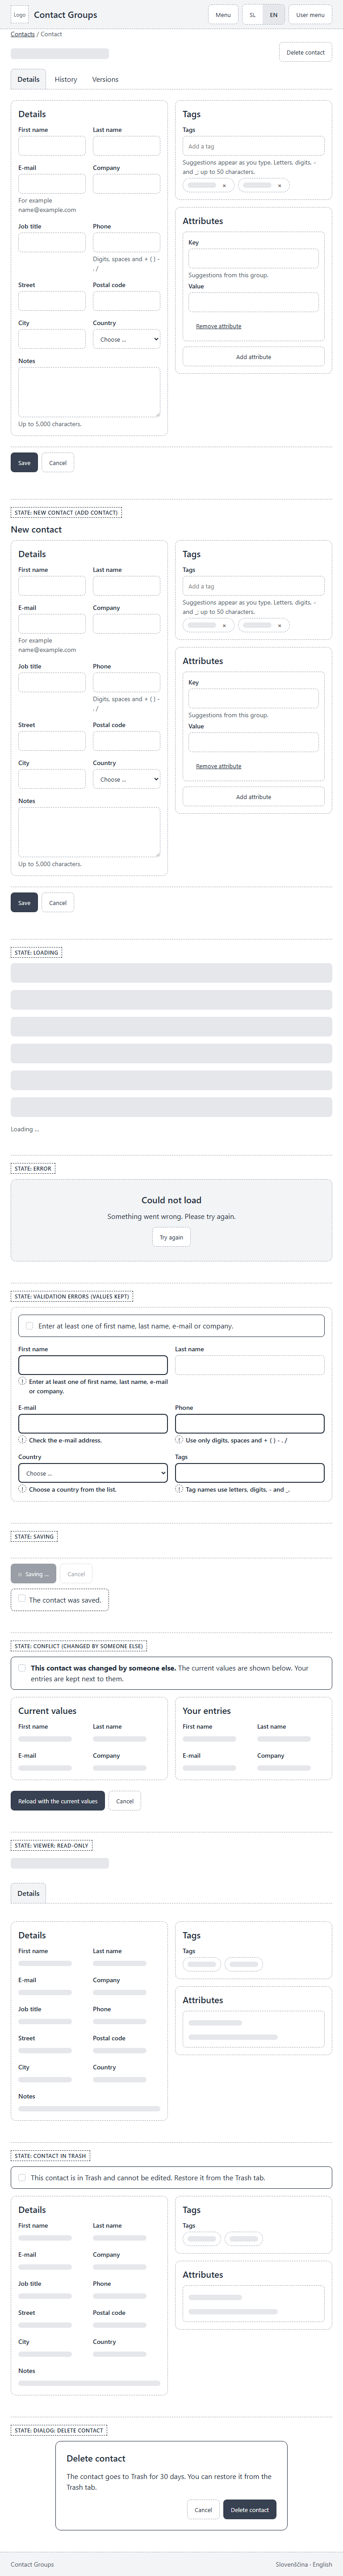 Logo Contact Groups Menu SL EN User menu
Contacts / Contact
Delete contact
Details History Versions
Details
First name Last name
E-mail Company
For example
name@example.com
Job title Phone
Digits, spaces and + ( ) -
. /
Street Postal code
City Country
Choose ...
Notes
Up to 5,000 characters.
Tags
Tags
Add a tag
Suggestions appear as you type. Letters, digits, -
and _; up to 50 characters.
× ×
Attributes
Key
Suggestions from this group.
Value
Remove attribute
Add attribute
Save Cancel
STATE: NEW CONTACT (ADD CONTACT)
New contact
Details
First name Last name
E-mail Company
For example
name@example.com
Job title Phone
Digits, spaces and + ( ) -
. /
Street Postal code
City Country
Choose ...
Notes
Up to 5,000 characters.
Tags
Tags
Add a tag
Suggestions appear as you type. Letters, digits, -
and _; up to 50 characters.
× ×
Attributes
Key
Suggestions from this group.
Value
Remove attribute
Add attribute
Save Cancel
STATE: LOADING
Loading ...
STATE: ERROR
Could not load
Something went wrong. Please try again.
Try again
STATE: VALIDATION ERRORS (VALUES KEPT)
Enter at least one of first name, last name, e-mail or company.
First name Last name
! Enter at least one of first name, last name, e-mail
or company.
E-mail Phone
! Check the e-mail address. ! Use only digits, spaces and + ( ) - . /
Country Tags
Choose ...
! Choose a country from the list. ! Tag names use letters, digits, - and _.
STATE: SAVING
Saving ... Cancel
The contact was saved.
STATE: CONFLICT (CHANGED BY SOMEONE ELSE)
This contact was changed by someone else. The current values are shown below. Your
entries are kept next to them.
Current values
First name Last name
E-mail Company
Your entries
First name Last name
E-mail Company
Reload with the current values Cancel
STATE: VIEWER: READ-ONLY
Details
Details
First name Last name
E-mail Company
Job title Phone
Street Postal code
City Country
Notes
Tags
Tags
Attributes
STATE: CONTACT IN TRASH
This contact is in Trash and cannot be edited. Restore it from the Trash tab.
Details
First name Last name
E-mail Company
Job title Phone
Street Postal code
City Country
Notes
Tags
Tags
Attributes
STATE: DIALOG: DELETE CONTACT
Delete contact
The contact goes to Trash for 30 days. You can restore it from the
Trash tab.
Cancel Delete contact
Contact Groups Slovenščina · English